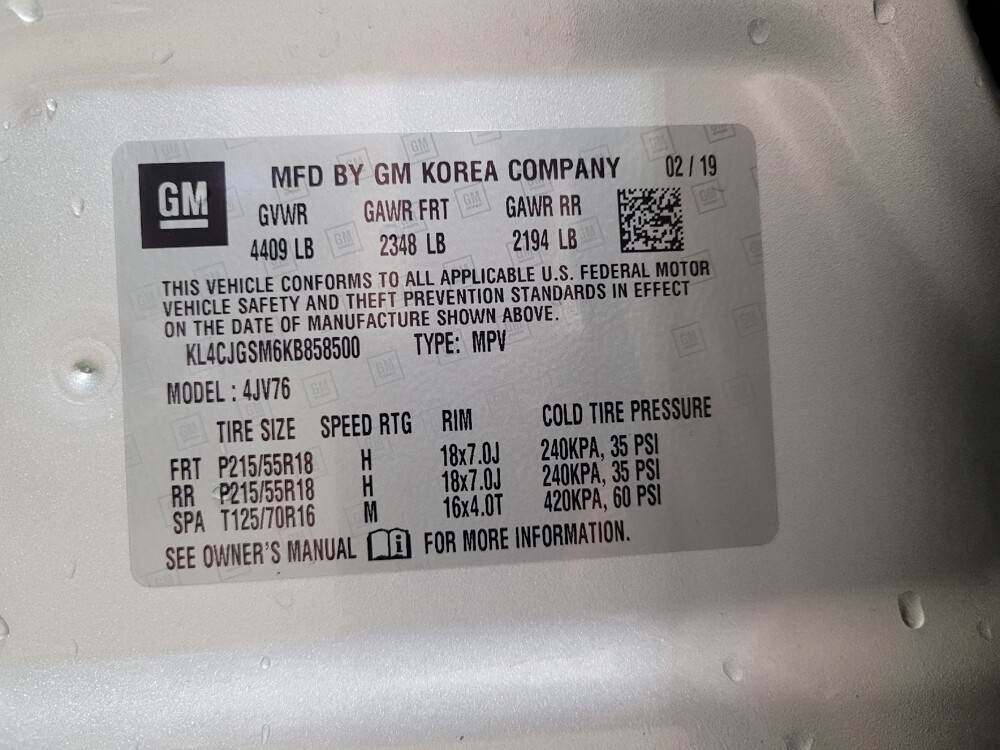 GM
MFD BY GM KOREA COMPANY 02 / 19
GVWR GAWR FRT GAWR RR
4409 LB 2348 LB 2194 LB
THIS VEHICLE CONFORMS TO ALL APPLICABLE U.S. FEDERAL MOTOR
VEHICLE SAFETY AND THEFT PREVENTION STANDARDS IN EFFECT
ON THE DATE OF MANUFACTURE SHOWN ABOVE.
KL4CJGSM6KB858500 TYPE: MPV
MODEL : 4JV76
TIRE SIZE SPEED RTG RIM COLD TIRE PRESSURE
FRT P215/55R18 H 18x7.0J 240KPA, 35 PSI
RR P215/55R18 H 18x7.0J 240KPA, 35 PSI
SPA T125/70R16 M 16x4.0T 420KPA, 60 PSI
SEE OWNER'S MANUAL i FOR MORE INFORMATION.